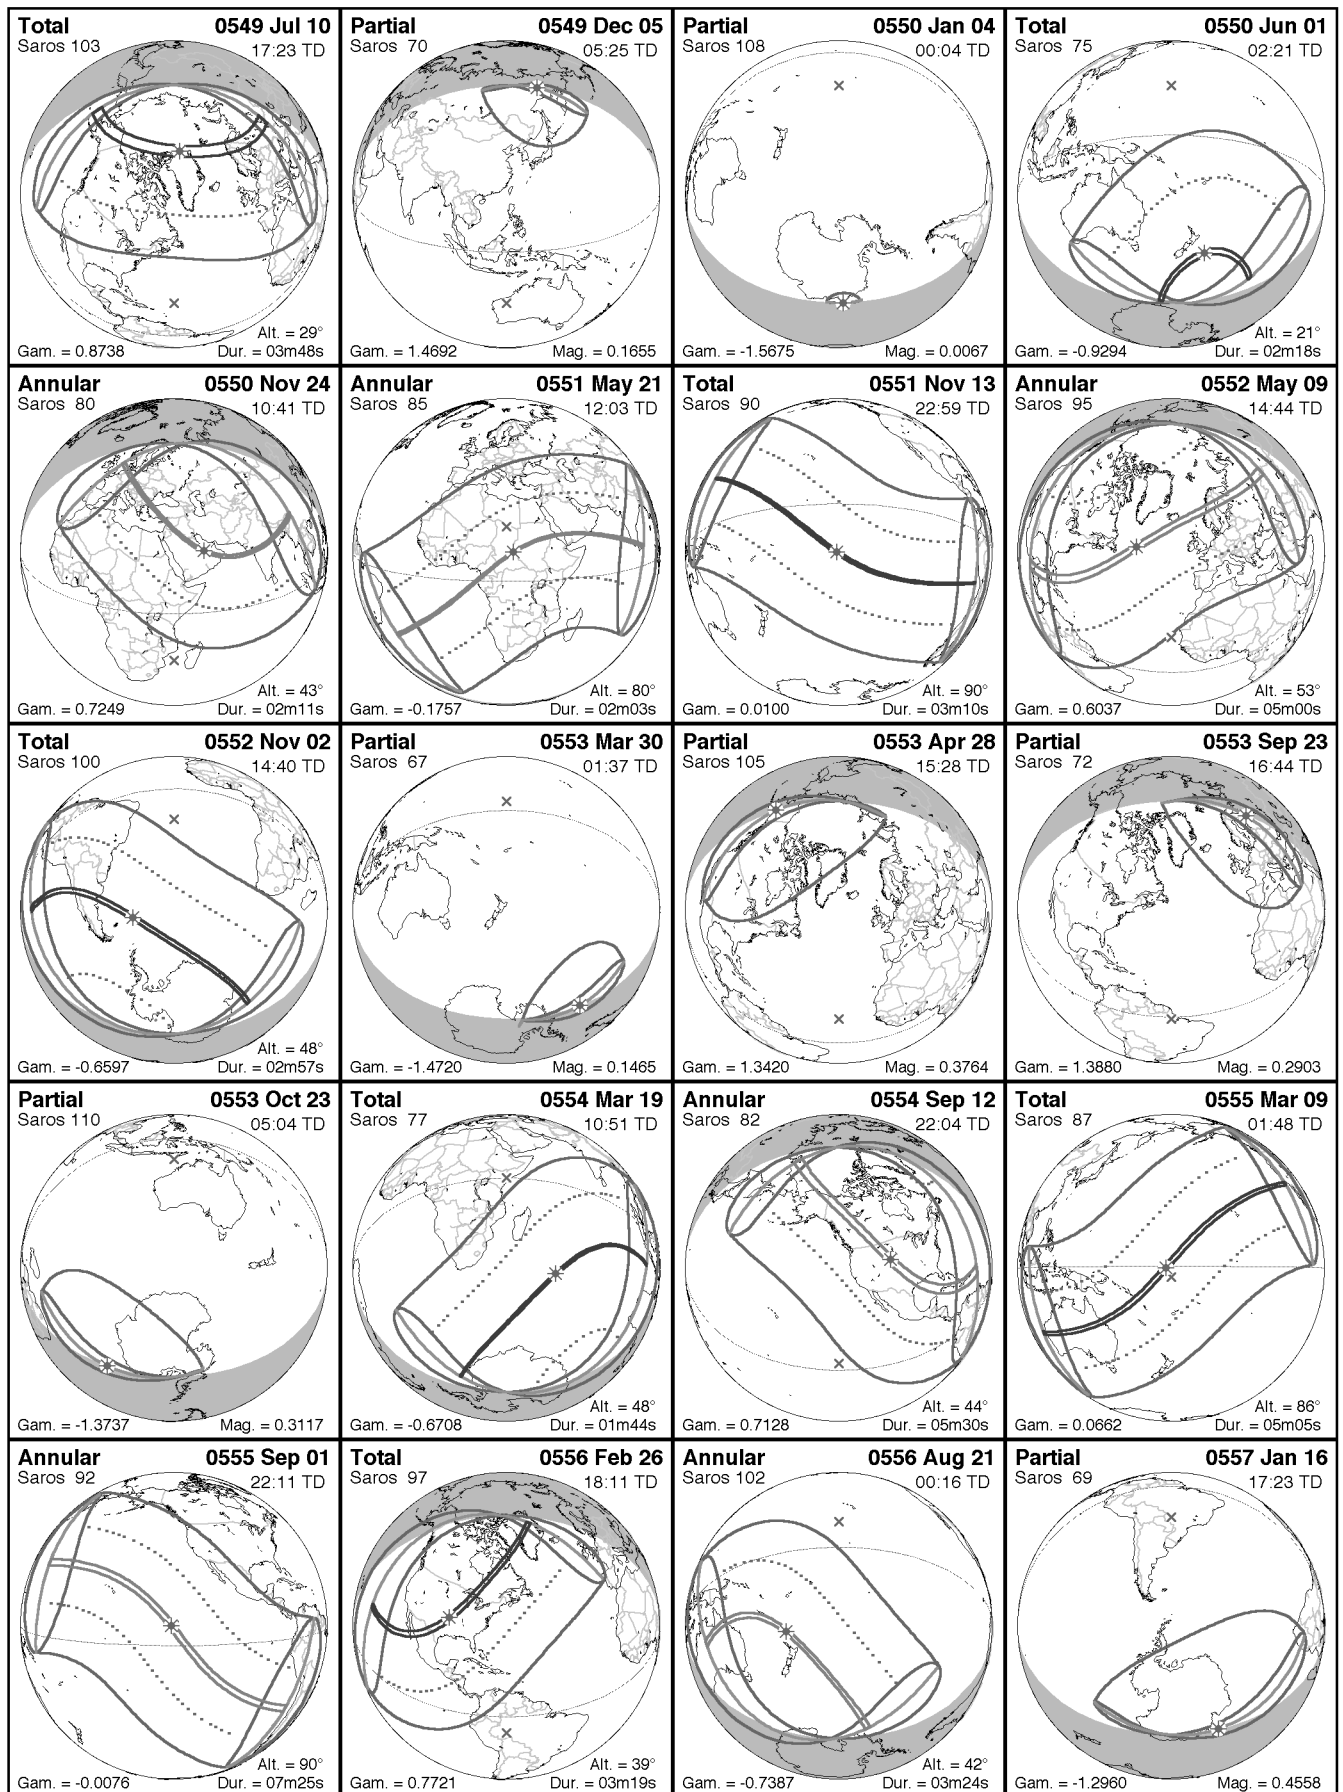 Total 0549 Jul 10
Saros 103 17:23 TD
Alt. = 29°
Gam. = 0.8738 Dur. = 03m48s
Partial 0549 Dec 05
Saros 70 05:25 TD
Gam. = 1.4692 Mag. = 0.1655
Partial 0550 Jan 04
Saros 108 00:04 TD
Gam. = -1.5675 Mag. = 0.0067
Total 0550 Jun 01
Saros 75 02:21 TD
Alt. = 21°
Gam. = -0.9294 Dur. = 02m18s
Annular 0550 Nov 24
Saros 80 10:41 TD
Alt. = 43°
Gam. = 0.7249 Dur. = 02m11s
Annular 0551 May 21
Saros 85 12:03 TD
Alt. = 80°
Gam. = -0.1757 Dur. = 02m03s
Total 0551 Nov 13
Saros 90 22:59 TD
Alt. = 90°
Gam. = 0.0100 Dur. = 03m10s
Annular 0552 May 09
Saros 95 14:44 TD
Alt. = 53°
Gam. = 0.6037 Dur. = 05m00s
Total 0552 Nov 02
Saros 100 14:40 TD
Alt. = 48°
Gam. = -0.6597 Dur. = 02m57s
Partial 0553 Mar 30
Saros 67 01:37 TD
Gam. = -1.4720 Mag. = 0.1465
Partial 0553 Apr 28
Saros 105 15:28 TD
Gam. = 1.3420 Mag. = 0.3764
Partial 0553 Sep 23
Saros 72 16:44 TD
Gam. = 1.3880 Mag. = 0.2903
Partial 0553 Oct 23
Saros 110 05:04 TD
Gam. = -1.3737 Mag. = 0.3117
Total 0554 Mar 19
Saros 77 10:51 TD
Alt. = 48°
Gam. = -0.6708 Dur. = 01m44s
Annular 0554 Sep 12
Saros 82 22:04 TD
Alt. = 44°
Gam. = 0.7128 Dur. = 05m30s
Total 0555 Mar 09
Saros 87 01:48 TD
Alt. = 86°
Gam. = 0.0662 Dur. = 05m05s
Annular 0555 Sep 01
Saros 92 22:11 TD
Alt. = 90°
Gam. = -0.0076 Dur. = 07m25s
Total 0556 Feb 26
Saros 97 18:11 TD
Alt. = 39°
Gam. = 0.7721 Dur. = 03m19s
Annular 0556 Aug 21
Saros 102 00:16 TD
Alt. = 42°
Gam. = -0.7387 Dur. = 03m24s
Partial 0557 Jan 16
Saros 69 17:23 TD
Gam. = -1.2960 Mag. = 0.4558